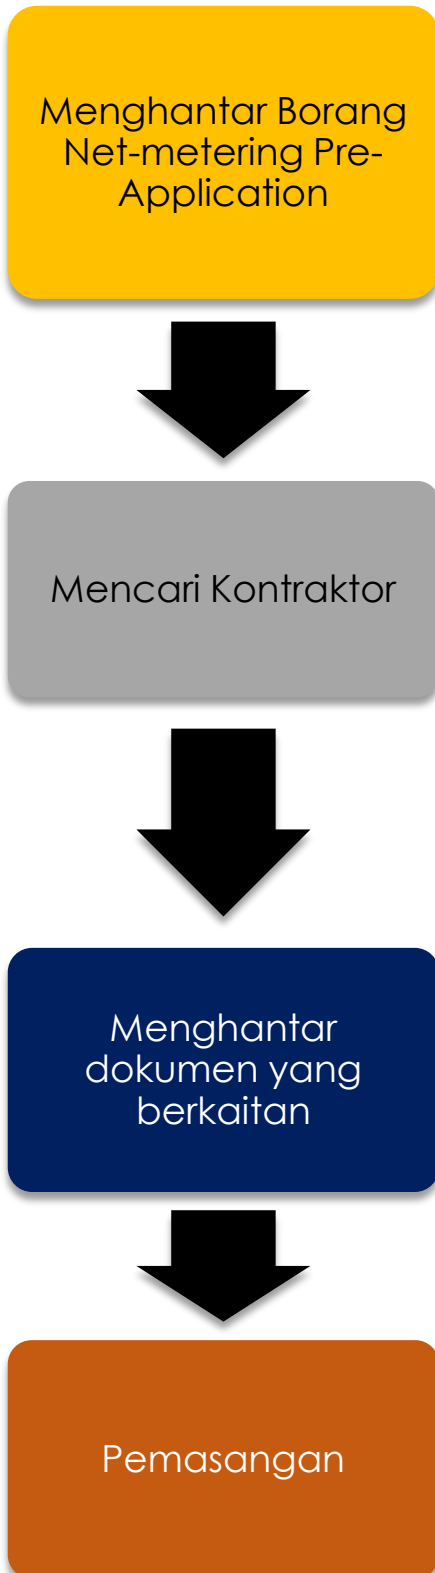 Menghantar Borang
Net-metering Pre-
Application
Mencari Kontraktor
Menghantar
dokumen yang
berkaitan
Pemasangan